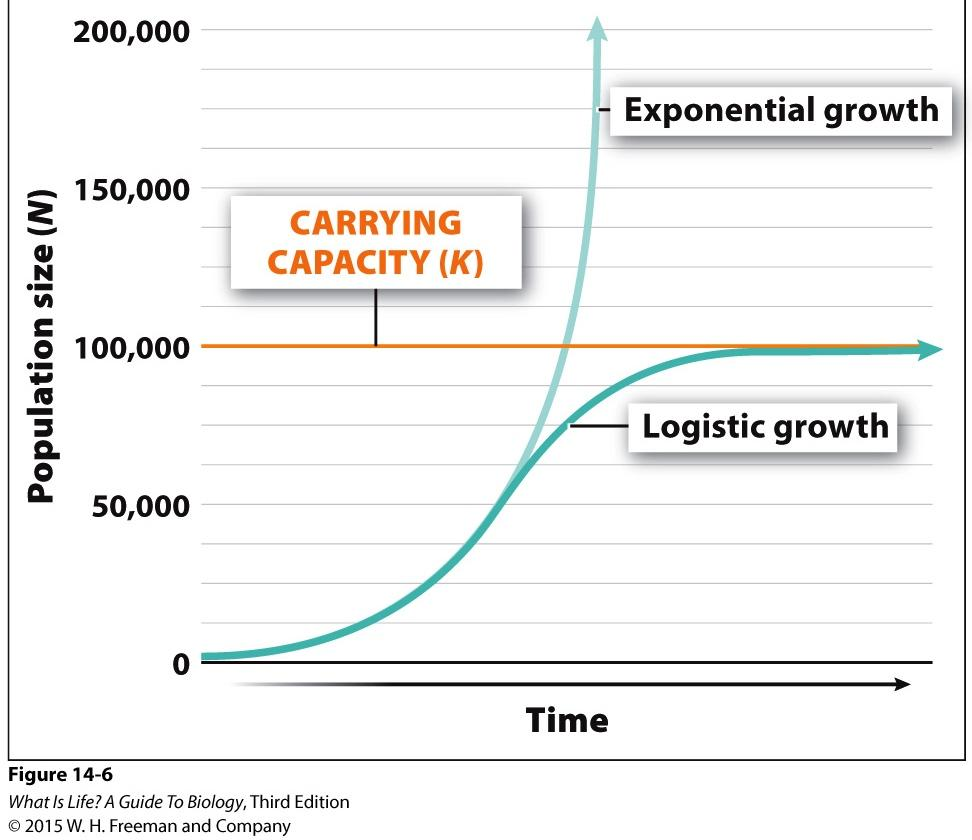 200,000
Exponential growth
150,000
CARRYING
CAPACITY (K)
Population size (N)
100,000
Logistic growth
50,000
0
Time
Figure 14-6
What Is Life? A Guide To Biology, Third Edition
© 2015 W. H. Freeman and Company